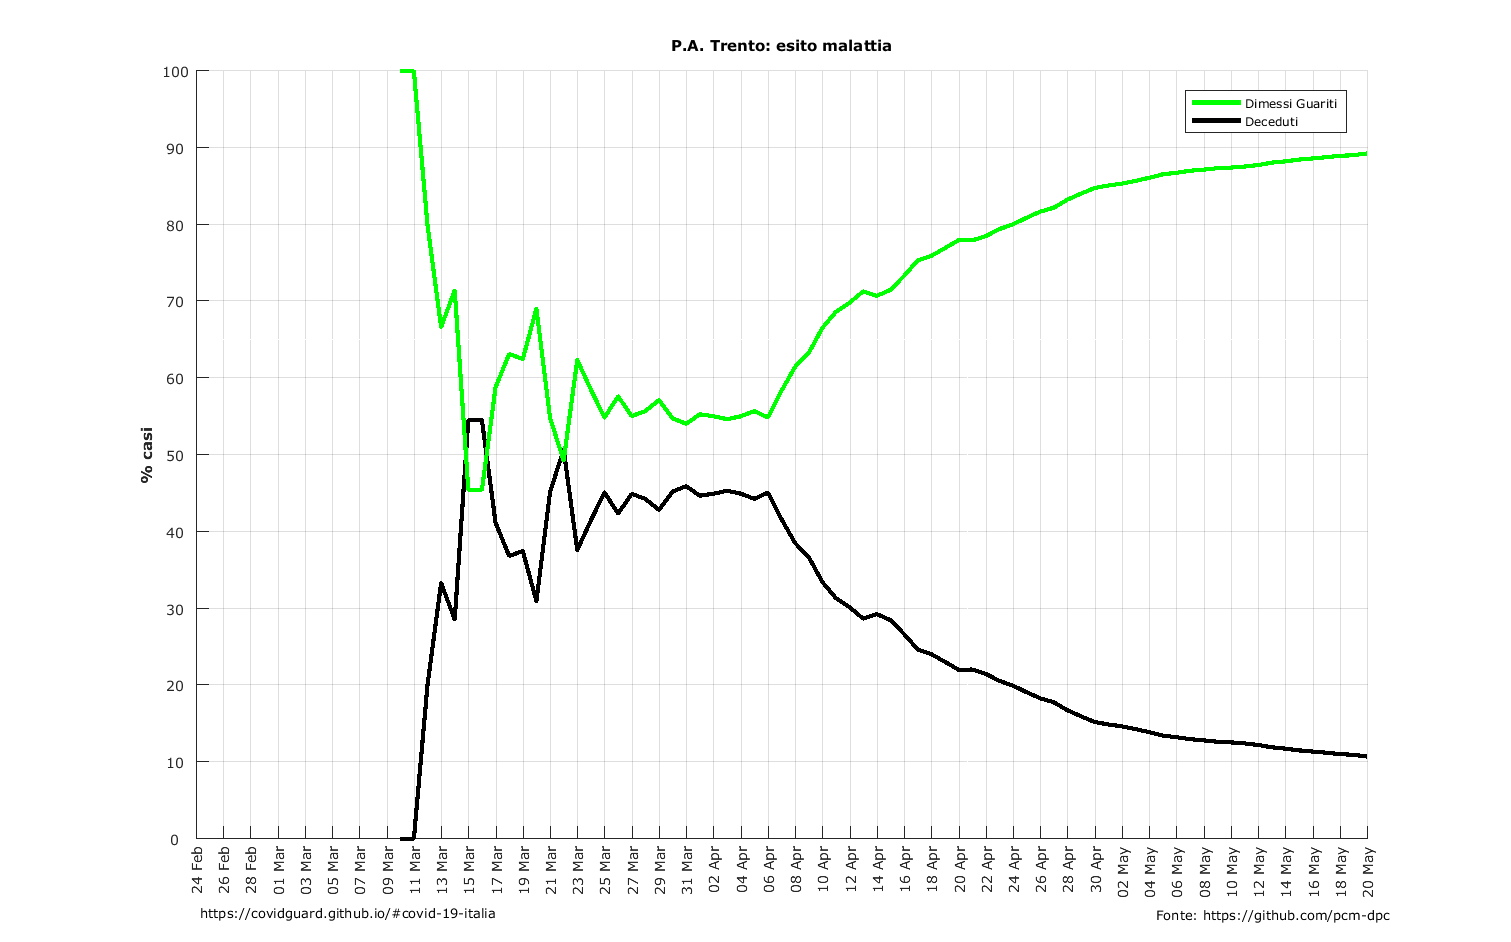 P.A. Trento: esito malattia
Dimessi Guariti
Deceduti
% casi
100
90
80
70
60
50
40
30
20
10
0
24 Feb
26 Feb
28 Feb
01 Mar
03 Mar
05 Mar
07 Mar
09 Mar
11 Mar
13 Mar
15 Mar
17 Mar
19 Mar
21 Mar
23 Mar
25 Mar
27 Mar
29 Mar
31 Mar
02 Apr
04 Apr
06 Apr
08 Apr
10 Apr
12 Apr
14 Apr
16 Apr
18 Apr
20 Apr
22 Apr
24 Apr
26 Apr
28 Apr
30 Apr
02 May
04 May
06 May
08 May
10 May
12 May
14 May
16 May
18 May
20 May
https://covidguard.github.io/#covid-19-italia
Fonte: https://github.com/pcm-dpc